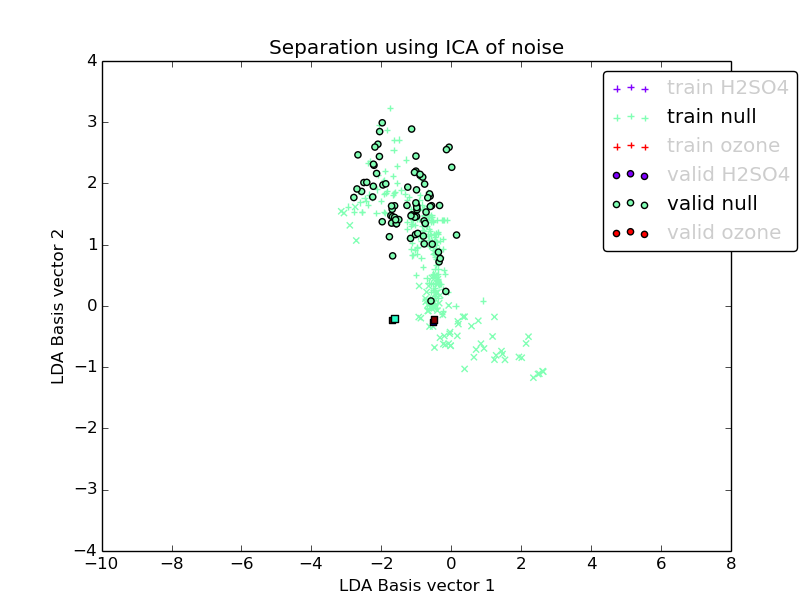 Separation using ICA of noise
4
3
2
1
0
−1
−2
−3
−4
LDA Basis vector 2
train H2SO4
train null
train ozone
valid H2SO4
valid null
valid ozone
−10
−8
−6
−4
−2
0
2
4
6
8
LDA Basis vector 1